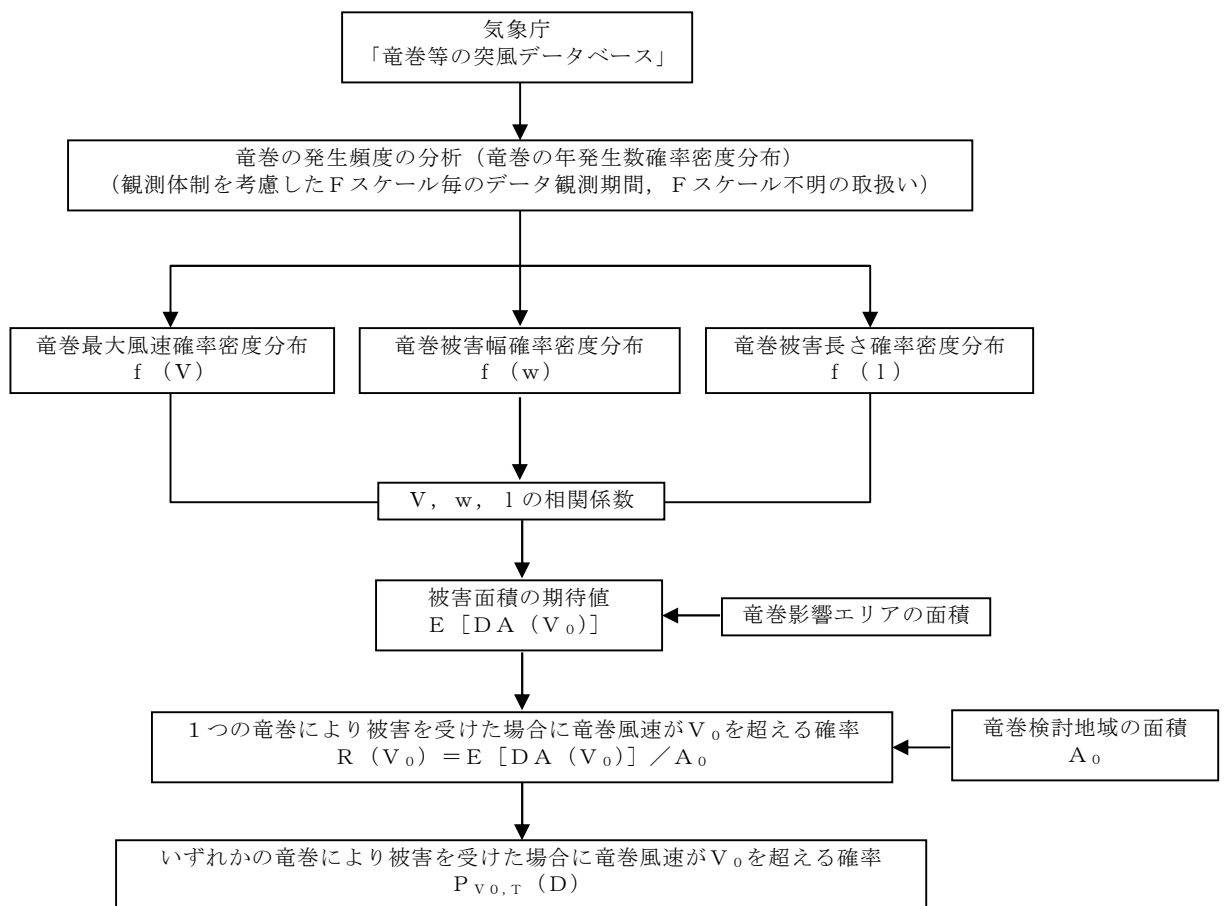 気象庁
「竜巻等の突風データベース」
竜巻の発生頻度の分析（竜巻の年発生数確率密度分布）
（観測体制を考慮したＦスケール毎のデータ観測期間，Ｆスケール不明の取扱い）
竜巻最大風速確率密度分布
ｆ（Ｖ）
竜巻被害幅確率密度分布
ｆ（ｗ）
竜巻被害長さ確率密度分布
ｆ（ｌ）
Ｖ，ｗ，ｌの相関係数
被害面積の期待値
Ｅ［ＤＡ（Ｖ₀）］
竜巻影響エリアの面積
１つの竜巻により被害を受けた場合に竜巻風速がＶ₀を超える確率
Ｒ（Ｖ₀）＝Ｅ［ＤＡ（Ｖ₀）］／Ａ₀
竜巻検討地域の面積
Ａ₀
いずれかの竜巻により被害を受けた場合に竜巻風速がＶ₀を超える確率
Ｐ_V0,T（Ｄ）